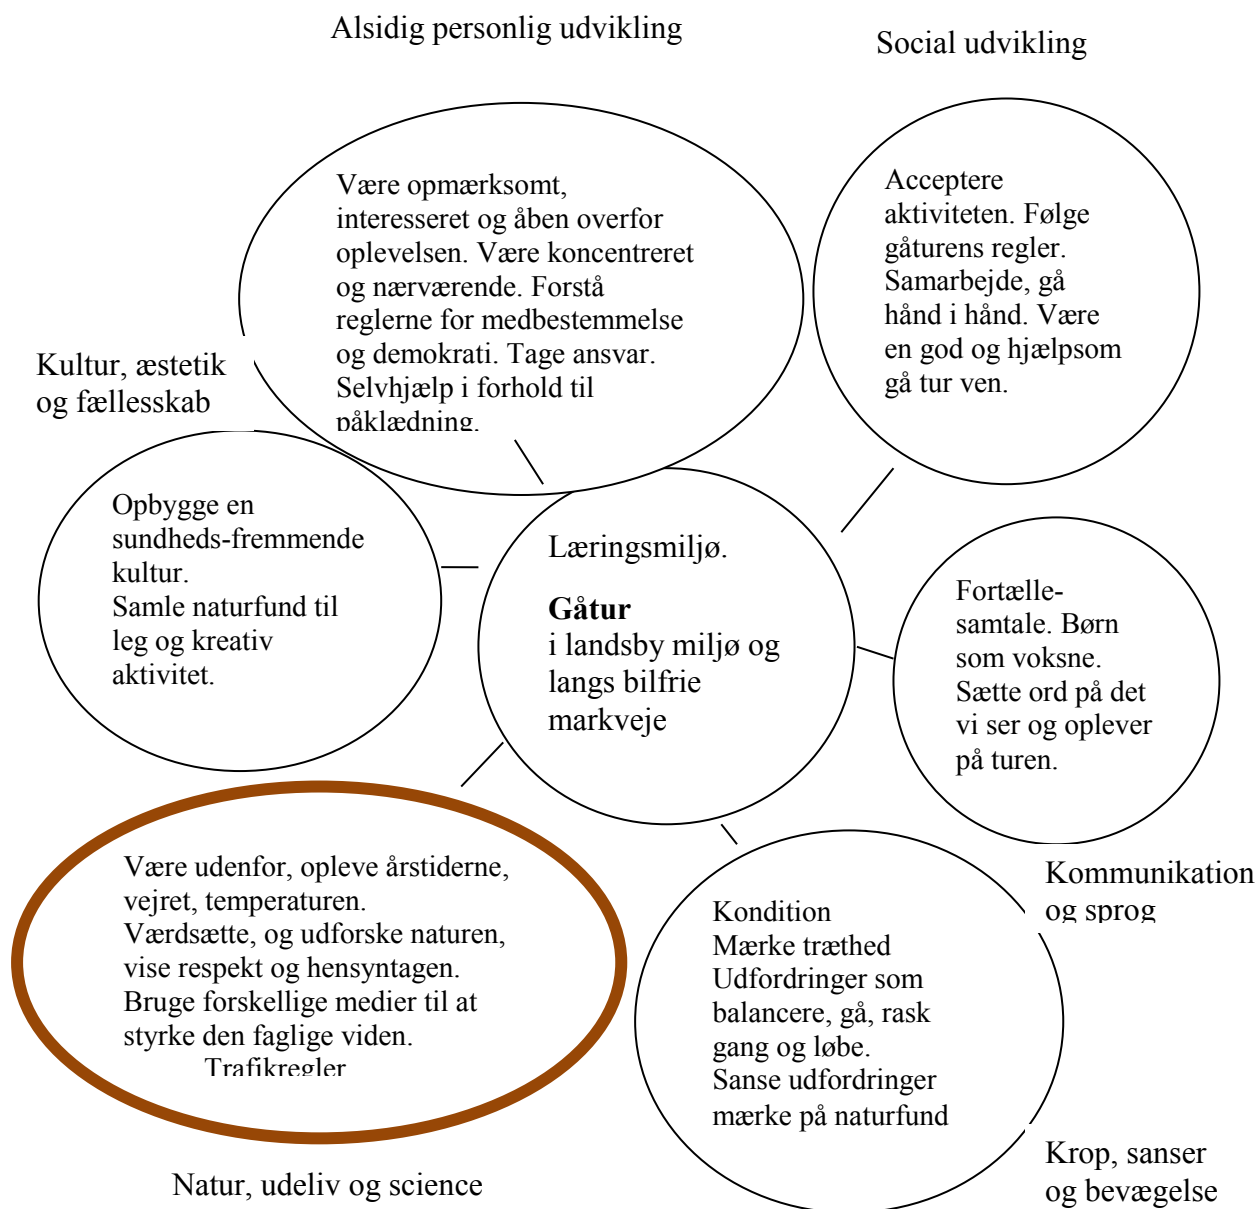 Alsidig personlig udvikling
Social udvikling
Være opmærksomt,
interesseret og åben overfor
oplevelsen. Være koncentreret
og nærværende. Forstå
reglerne for medbestemmelse
og demokrati. Tage ansvar.
Selvhjælp i forhold til
påklædning.
Acceptere
aktiviteten. Følge
gåturens regler.
Samarbejde, gå
hånd i hånd. Være
en god og hjælpsom
gå tur ven.
Kultur, æstetik
og fællesskab
Opbygge en
sundheds-fremmende
kultur.
Samle naturfund til
leg og kreativ
aktivitet.
Læringsmiljø.
Gåtur
i landsby miljø og
langs bilfrie
markveje
Fortælle-
samtale. Børn
som voksne.
Sætte ord på det
vi ser og oplever
på turen.
Kommunikation
og sprog
Være udenfor, opleve årstiderne,
vejret, temperaturen.
Værdsætte, og udforske naturen,
vise respekt og hensyntagen.
Bruge forskellige medier til at
styrke den faglige viden.
Trafikregler
Natur, udeliv og science
Kondition
Mærke træthed
Udfordringer som
balancere, gå, rask
gang og løbe.
Sanse udfordringer
mærke på naturfund
Krop, sanser
og bevægelse